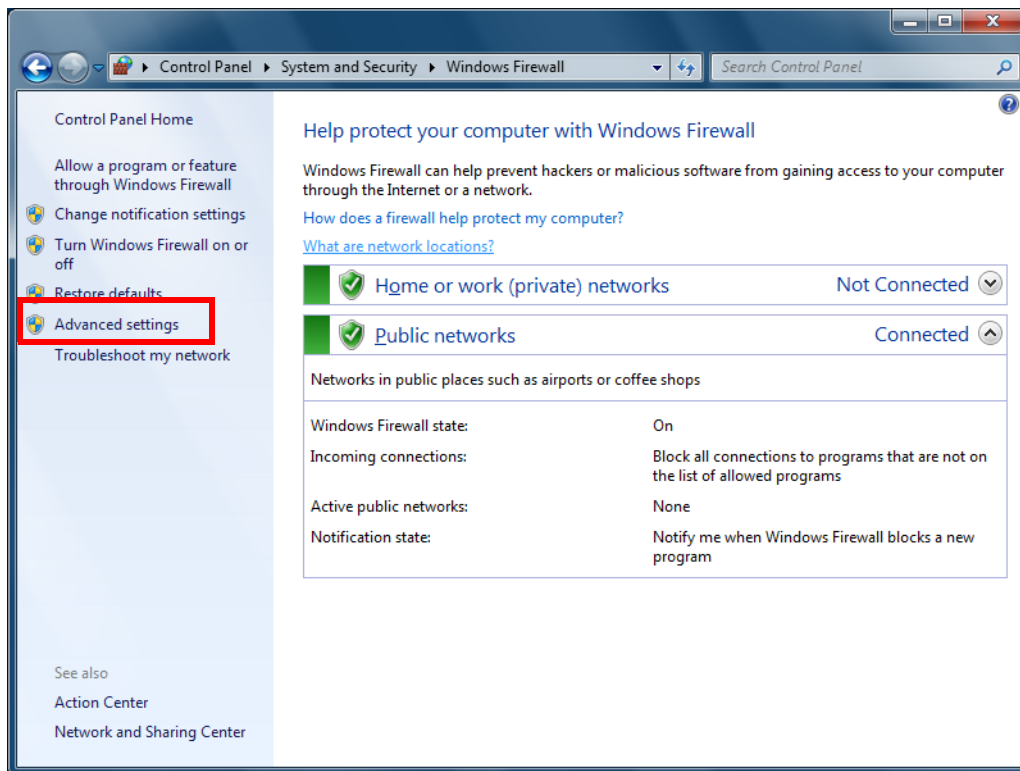 Control Panel System and Security Windows Firewall
Search Control Panel
Control Panel Home
Allow a program or feature
through Windows Firewall
Change notification settings
Turn Windows Firewall on or
off
Restore defaults
Advanced settings
Troubleshoot my network
See also
Action Center
Network and Sharing Center
Help protect your computer with Windows Firewall
Windows Firewall can help prevent hackers or malicious software from gaining access to your computer
through the Internet or a network.
How does a firewall help protect my computer?
What are network locations?
Home or work (private) networks Not Connected
Public networks Connected
Networks in public places such as airports or coffee shops
Windows Firewall state: On
Incoming connections: Block all connections to programs that are not on
the list of allowed programs
Active public networks: None
Notification state: Notify me when Windows Firewall blocks a new
program